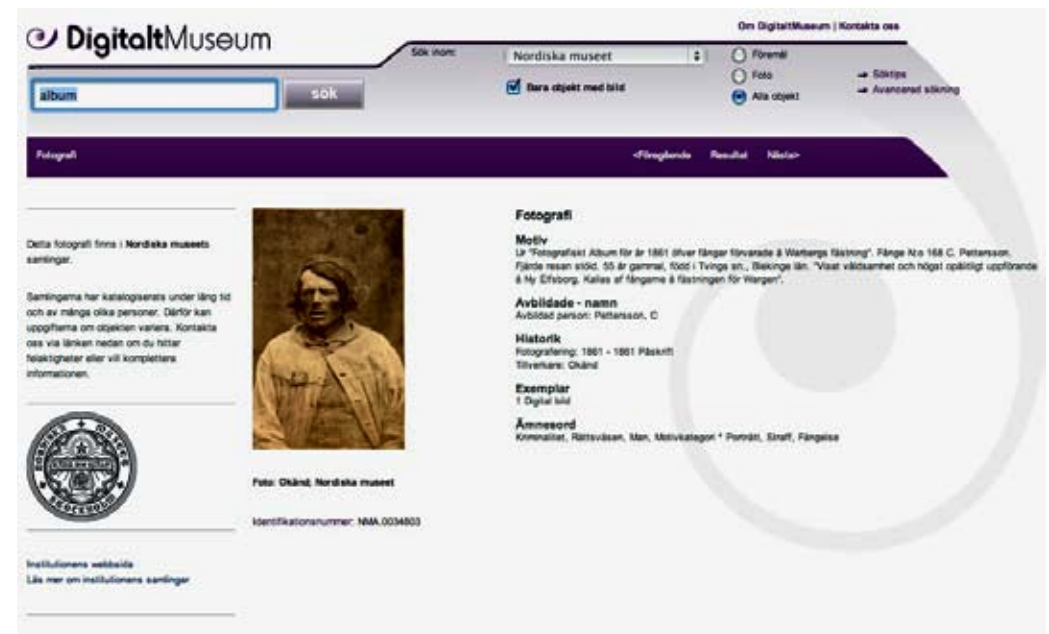 DigitaltMuseum
Om DigitaltMuseum | Kontakta oss
Sök inom:
Nordiska museet
Föremål
Foto
Alla objekt
Söktips
Avancerad sökning
Bara objekt med bild
album
sök
Fotografi
<Föregående Resultat Nästa>
Detta fotografi finns i Nordiska museets
samlingar.
Samlingarna har katalogiserats under lång tid
och av många olika personer. Därför kan
uppgifterna om objekten variera. Kontakta
oss via länken nedan om du hittar
felaktigheter eller vill komplettera
informationen.
Institutionens webbsida
Läs mer om institutionens samlingar
Foto: Okänd; Nordiska museet
Identifikationsnummer: NMA.0034803
Fotografi
Motiv
Ur "Fotografiskt Album för år 1861 öfver fångar förvarade å Warbergs fästning". Fånge N:o 168 C. Pettersson.
Fjärde resan stöld. 55 år gammal, född i Tvings sn., Blekinge län. "Visat våldsamhet och högst opålitligt uppförande
å Ny Elfsborg. Kallas af fångarne å fästningen för Wargen".
Avbildade - namn
Avbildad person: Pettersson, C
Historik
Fotografering: 1861 - 1861 Påskrift
Tillverkare: Okänd
Exemplar
1 Digital bild
Ämnesord
Kriminalitet, Rättsväsen, Man, Motivkategori * Porträtt, Straff, Fängelse